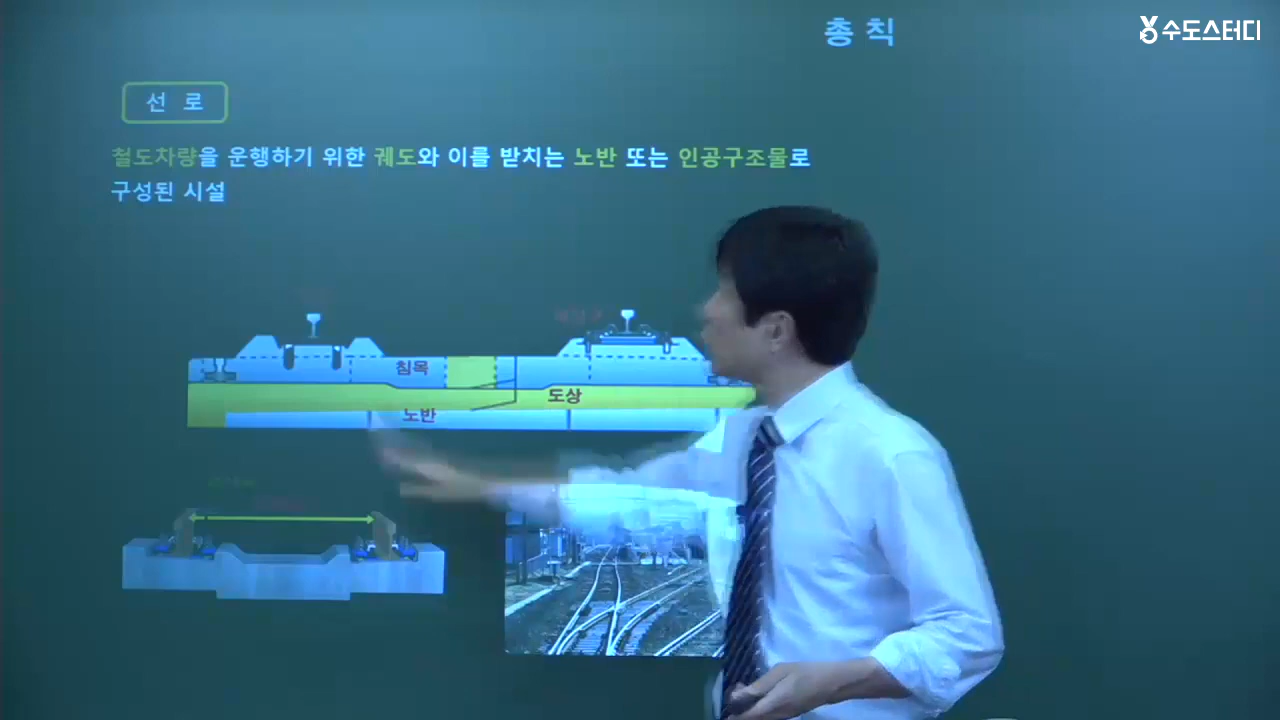 총 칙
수도스터디
선 로
철도차량을 운행하기 위한 궤도와 이를 받치는 노반 또는 인공구조물로
구성된 시설
침목
도상
노반